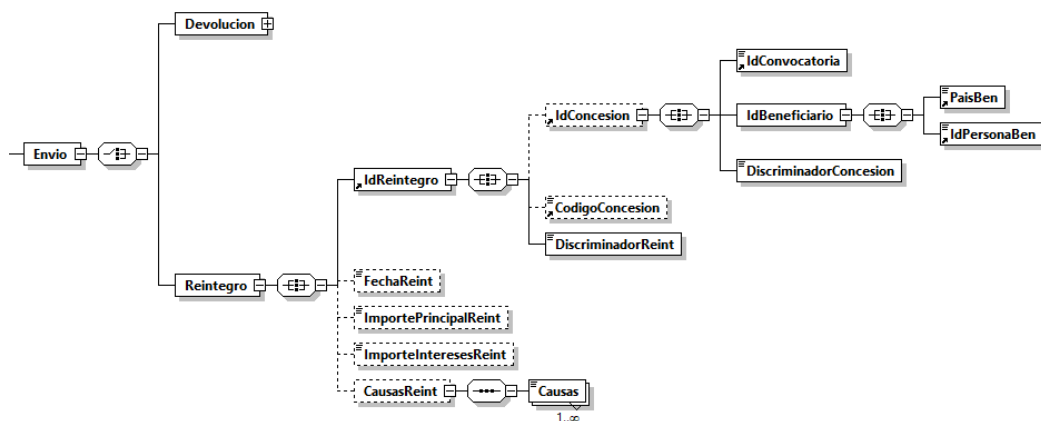 Devolucion
IdConvocatoria
PaisBen
IdConcesion
IdBeneficiario
IdPersonaBen
Envio
IdReintegro
DiscriminadorConcesion
CodigoConcesion
DiscriminadorReint
Reintegro
FechaReint
ImportePrincipalReint
ImporteInteresesReint
CausasReint
Causas
1..∞